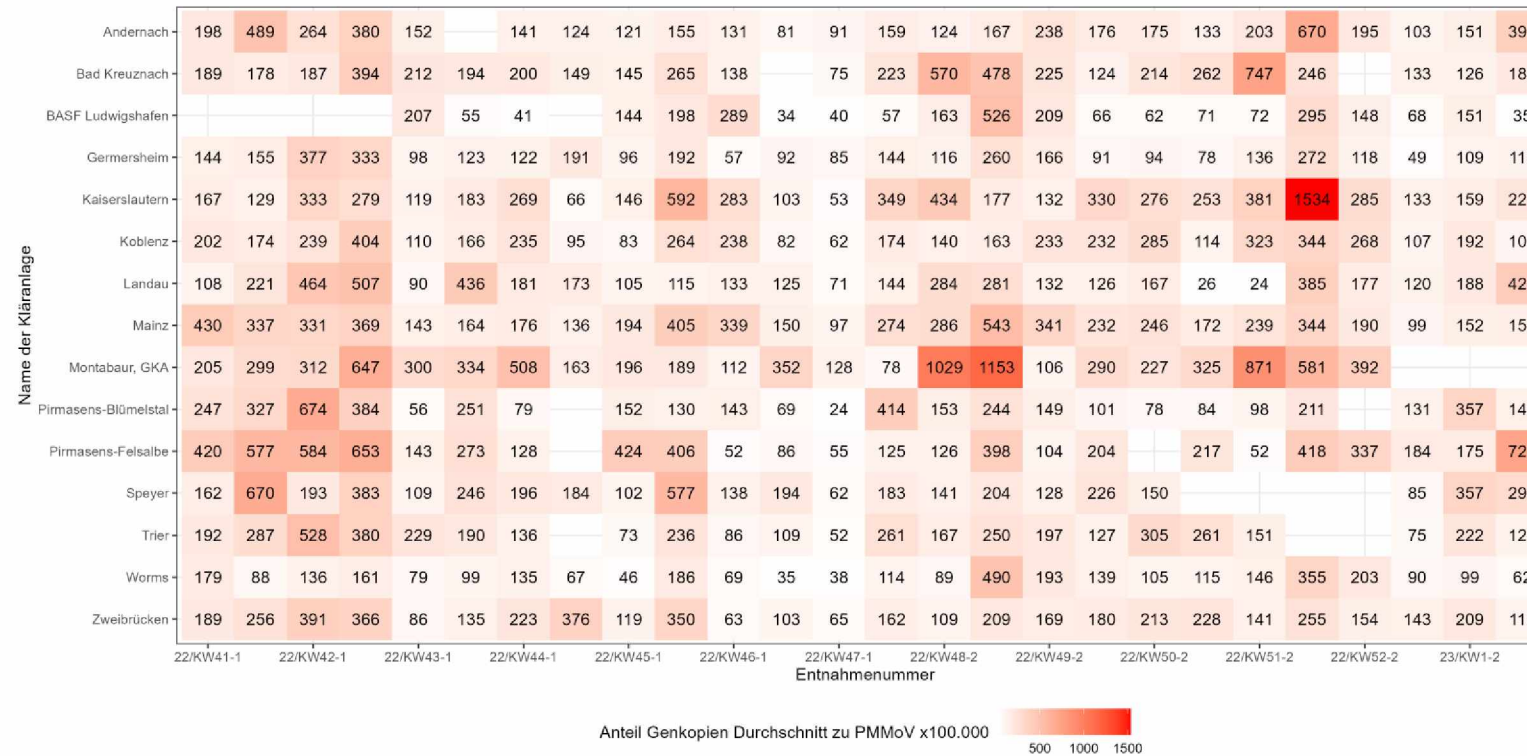 Andernach 198 489 264 380 152 141 124 121 155 131 81 91 159 124 167 238 176 175 133 203 670 195 103 151 39
Bad Kreuznach 189 178 187 394 212 194 200 149 145 265 138 75 223 570 478 225 124 214 262 747 246 133 126 18
BASF Ludwigshafen 207 55 41 144 198 289 34 40 57 163 526 209 66 62 71 72 295 148 68 151 35
Germersheim 144 155 377 333 98 123 122 191 96 192 57 92 85 144 116 260 166 91 94 78 136 272 118 49 109 11
Kaiserslautern 167 129 333 279 119 183 269 66 146 592 283 103 53 349 434 177 132 330 276 253 381 1534 285 133 159 22
Koblenz 202 174 239 404 110 166 235 95 83 264 238 82 62 174 140 163 233 232 285 114 323 344 268 107 192 10
Landau 108 221 464 507 90 436 181 173 105 115 133 125 71 144 284 281 132 126 167 26 24 385 177 120 188 42
Mainz 430 337 331 369 143 164 176 136 194 405 339 150 97 274 286 543 341 232 246 172 239 344 190 99 152 15
Montabaur, GKA 205 299 312 647 300 334 508 163 196 189 112 352 128 78 1029 1153 106 290 227 325 871 581 392
Pirmasens-Blümelstal 247 327 674 384 56 251 79 152 130 143 69 24 414 153 244 149 101 78 84 98 211 131 357 14
Pirmasens-Felsalbe 420 577 584 653 143 273 128 424 406 52 86 55 125 126 398 104 204 217 52 418 337 184 175 72
Speyer 162 670 193 383 109 246 196 184 102 577 138 194 62 183 141 204 128 226 150 85 357 29
Trier 192 287 528 380 229 190 136 73 236 86 109 52 261 167 250 197 127 305 261 151 75 222 12
Worms 179 88 136 161 79 99 135 67 46 186 69 35 38 114 89 490 193 139 105 115 146 355 203 90 99 62
Zweibrücken 189 256 391 366 86 135 223 376 119 350 63 103 65 162 109 209 169 180 213 228 141 255 154 143 209 11
Name der Kläranlage
22/KW41-1 22/KW42-1 22/KW43-1 22/KW44-1 22/KW45-1 22/KW46-1 22/KW47-1 22/KW48-2 22/KW49-2 22/KW50-2 22/KW51-2 22/KW52-2 23/KW1-2
Entnahmenummer
Anteil Genkopien Durchschnitt zu PMMoV x100.000
500 1000 1500